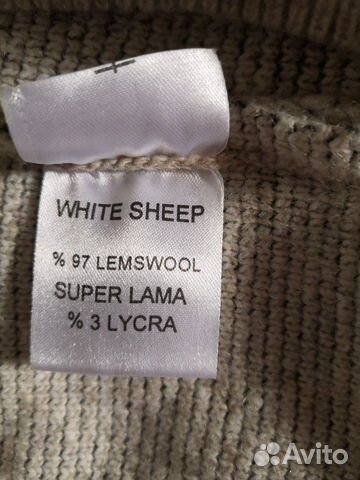 WHITE SHEEP
% 97 LEMSWOOL
SUPER LAMA
% 3 LYCRA
Avito